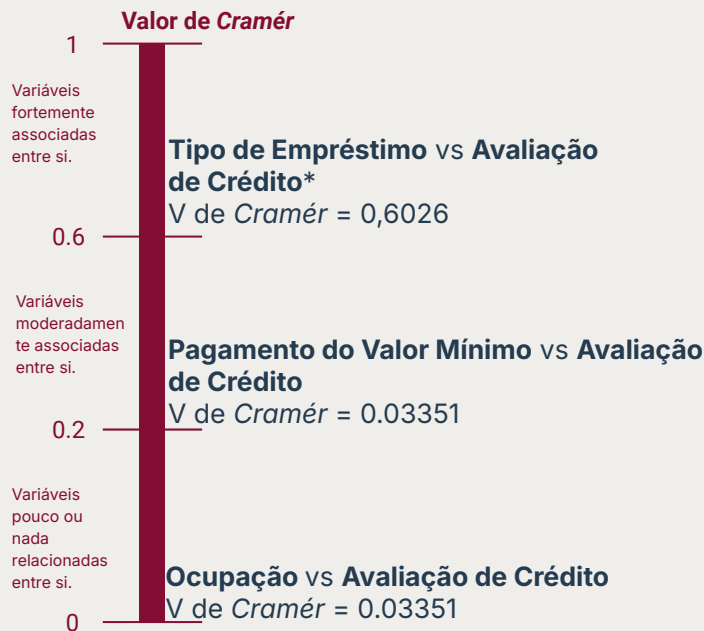 Valor de Cramér
1
Variáveis
fortemente
associadas
entre si.
Tipo de Empréstimo vs Avaliação
de Crédito*
V de Cramér = 0,6026
0.6
Variáveis
moderadamen
te associadas
entre si.
Pagamento do Valor Mínimo vs Avaliação
de Crédito
V de Cramér = 0.03351
0.2
Variáveis
pouco ou
nada
relacionadas
entre si.
Ocupação vs Avaliação de Crédito
V de Cramér = 0.03351
0